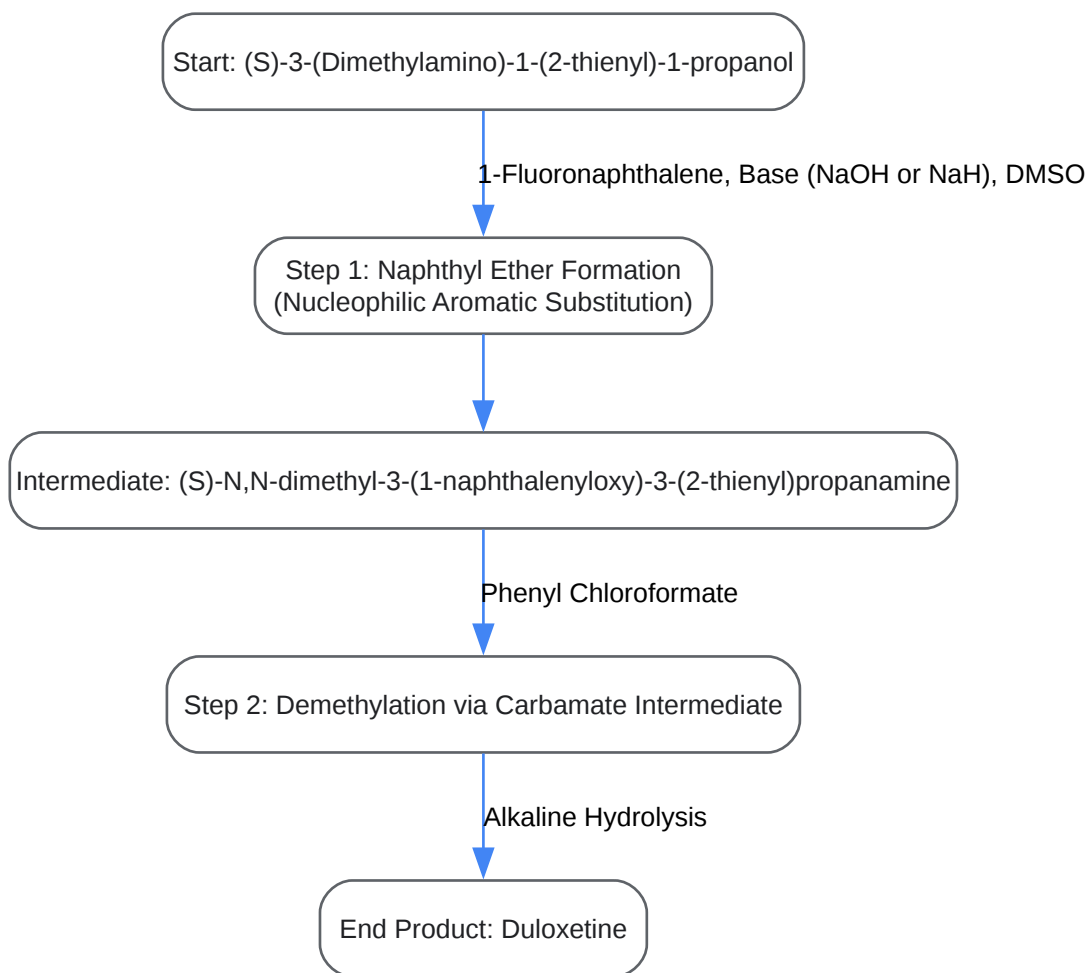 Start: (S)-3-(Dimethylamino)-1-(2-thienyl)-1-propanol
1-Fluoronaphthalene, Base (NaOH or NaH), DMSO
Step 1: Naphthyl Ether Formation
(Nucleophilic Aromatic Substitution)
Intermediate: (S)-N,N-dimethyl-3-(1-naphthalenyloxy)-3-(2-thienyl)propanamine
Phenyl Chloroformate
Step 2: Demethylation via Carbamate Intermediate
Alkaline Hydrolysis
End Product: Duloxetine